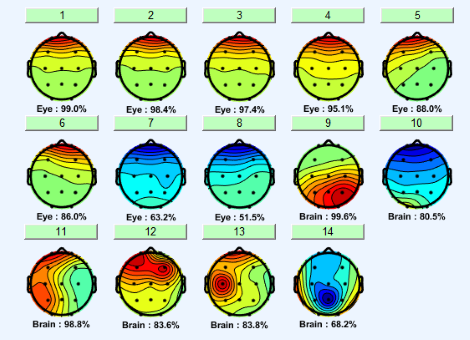 1 2 3 4 5
Eye : 99.0% Eye : 98.4% Eye : 97.4% Eye : 95.1% Eye : 88.0%
6 7 8 9 10
Eye : 86.0% Eye : 63.2% Eye : 51.5% Brain : 99.6% Brain : 80.5%
11 12 13 14
Brain : 98.8% Brain : 83.6% Brain : 83.8% Brain : 68.2%